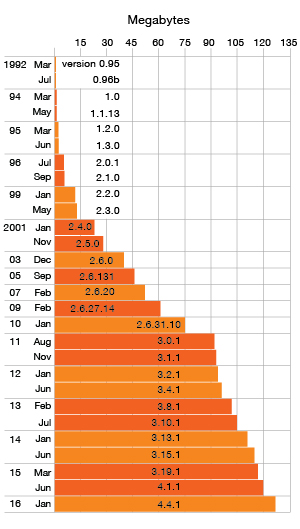 Megabytes
15 30 45 60 75 90 105 120 135
1992 Mar version 0.95
Jul 0.96b
94 Mar 1.0
May 1.1.13
95 Mar 1.2.0
Jun 1.3.0
96 Jul 2.0.1
Sep 2.1.0
99 Jan 2.2.0
May 2.3.0
2001 Jan 2.4.0
Nov 2.5.0
03 Dec 2.6.0
05 Sep 2.6.131
07 Feb 2.6.20
09 Feb 2.6.27.14
10 Jan 2.6.31.10
11 Aug 3.0.1
Nov 3.1.1
12 Jan 3.2.1
Jun 3.4.1
13 Feb 3.8.1
Jul 3.10.1
14 Jan 3.13.1
Jun 3.15.1
15 Mar 3.19.1
Jun 4.1.1
16 Jan 4.4.1